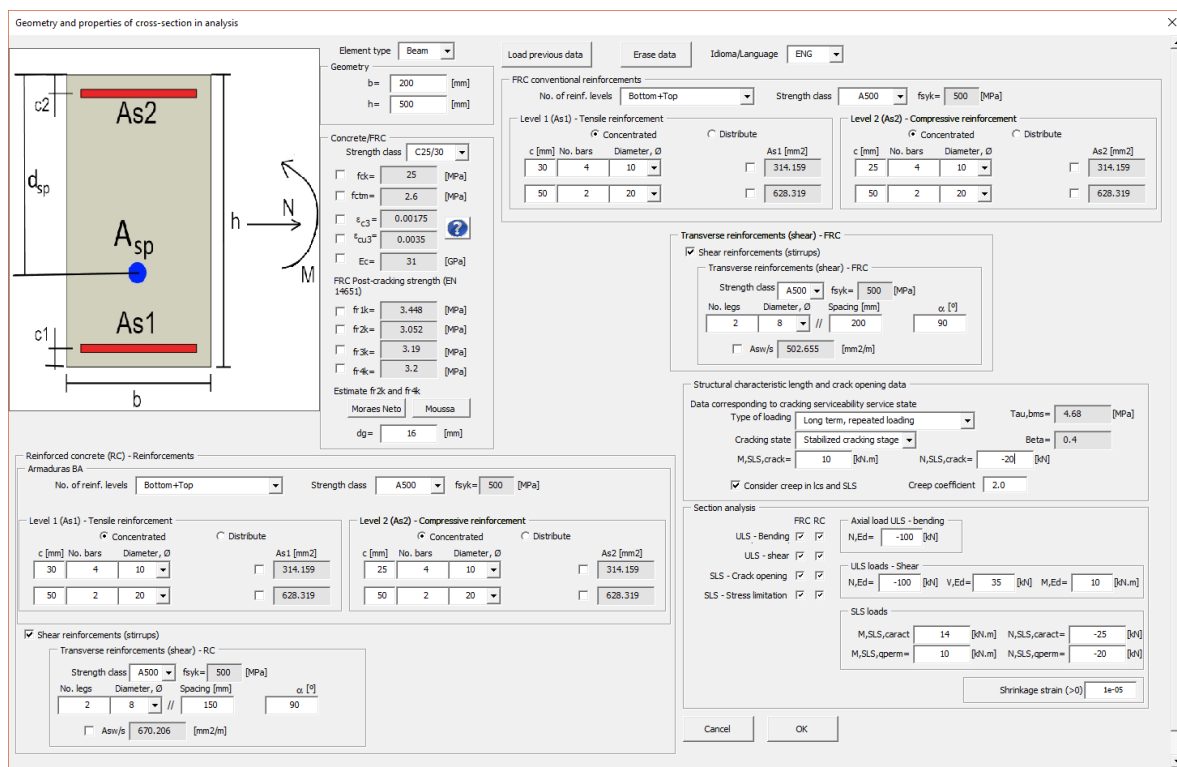 Geometry and properties of cross-section in analysis
c2
As2
dsp
Asp
N
h
M
c1
As1
b
Element type Beam
Geometry
b= 200 [mm]
h= 500 [mm]
Concrete/FRC
Strength class C25/30
fck= 25 [MPa]
fctm= 2.6 [MPa]
εc3= 0.00175
εcu3= 0.0035
?
Ec= 31 [GPa]
FRC Post-cracking strength (EN
14651)
fr1k= 3.448 [MPa]
fr2k= 3.052 [MPa]
fr3k= 3.19 [MPa]
fr4k= 3.2 [MPa]
Estimate fr2k and fr4k
Moraes Neto Moussa
dg= 16 [mm]
Load previous data Erase data Idioma/Language ENG
FRC conventional reinforcements
No. of reinf. levels Bottom+Top Strength class A500 fsyk= 500 [MPa]
Level 1 (As1) - Tensile reinforcement
Concentrated Distribute
c [mm] No. bars Diameter, Ø As1 [mm2]
30 4 10 314.159
50 2 20 628.319
Level 2 (As2) - Compressive reinforcement
Concentrated Distribute
c [mm] No. bars Diameter, Ø As2 [mm2]
25 4 10 314.159
50 2 20 628.319
Transverse reinforcements (shear) - FRC
Shear reinforcements (stirrups)
Transverse reinforcements (shear) - FRC
Strength class A500 fsyk= 500 [MPa]
No. legs Diameter, Ø Spacing [mm] α [º]
2 8 // 200 90
Asw/s 502.655 [mm2/m]
Structural characteristic length and crack opening data
Data corresponding to cracking serviceability service state
Type of loading Long term, repeated loading Tau,bms= 4.68 [MPa]
Cracking state Stabilized cracking stage Beta= 0.4
M,SLS,crack= 10 [kN.m] N,SLS,crack= -20 [kN]
Consider creep in lcs and SLS Creep coefficient 2.0
Reinforced concrete (RC) - Reinforcements
Armaduras BA
No. of reinf. levels Bottom+Top Strength class A500 fsyk= 500 [MPa]
Level 1 (As1) - Tensile reinforcement
Concentrated Distribute
c [mm] No. bars Diameter, Ø As1 [mm2]
30 4 10 314.159
50 2 20 628.319
Level 2 (As2) - Compressive reinforcement
Concentrated Distribute
c [mm] No. bars Diameter, Ø As2 [mm2]
25 4 10 314.159
50 2 20 628.319
Shear reinforcements (stirrups)
Transverse reinforcements (shear) - RC
Strength class A500 fsyk= 500 [MPa]
No. legs Diameter, Ø Spacing [mm] α [º]
2 8 // 150 90
Asw/s 670.206 [mm2/m]
Section analysis
FRC RC
ULS - Bending
ULS - shear
SLS - Crack opening
SLS - Stress limitation
Axial load ULS - bending
N,Ed= -100 [kN]
ULS loads - Shear
N,Ed= -100 [kN] V,Ed= 35 [kN] M,Ed= 10 [kN.m]
SLS loads
M,SLS,caract 14 [kN.m] N,SLS,caract= -25 [kN]
M,SLS,qperm= 10 [kN.m] N,SLS,qperm= -20 [kN]
Shrinkage strain (>0) 1e-05
Cancel OK